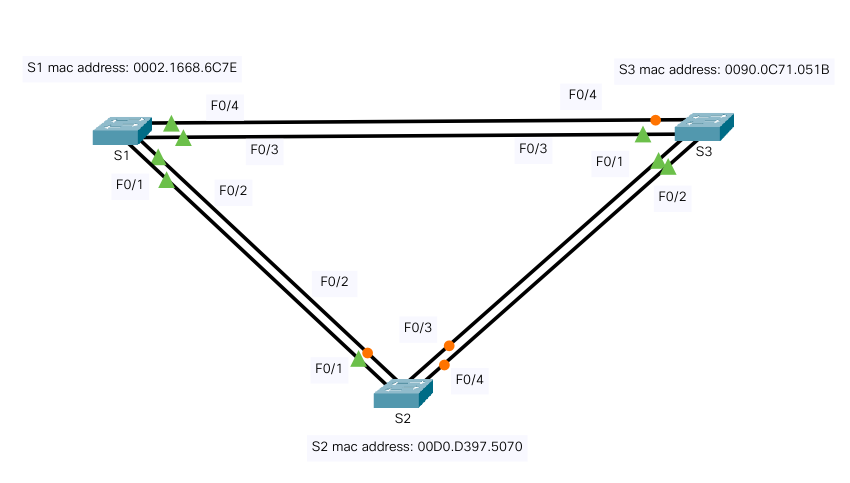 S1 mac address: 0002.1668.6C7E
S3 mac address: 0090.0C71.051B
F0/4
F0/4
F0/3
F0/3
S1
S3
F0/1
F0/1
F0/2
F0/2
F0/2
F0/3
F0/1
F0/4
S2
S2 mac address: 00D0.D397.5070